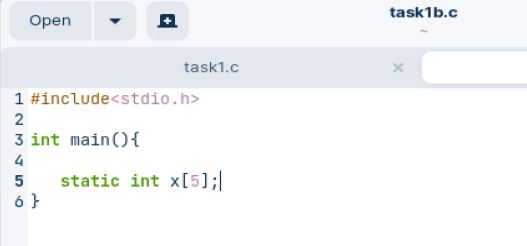 Open
task1b.c
~
task1.c ×
1 #include<stdio.h>
2
3 int main(){
4
5 static int x[5];
6 }